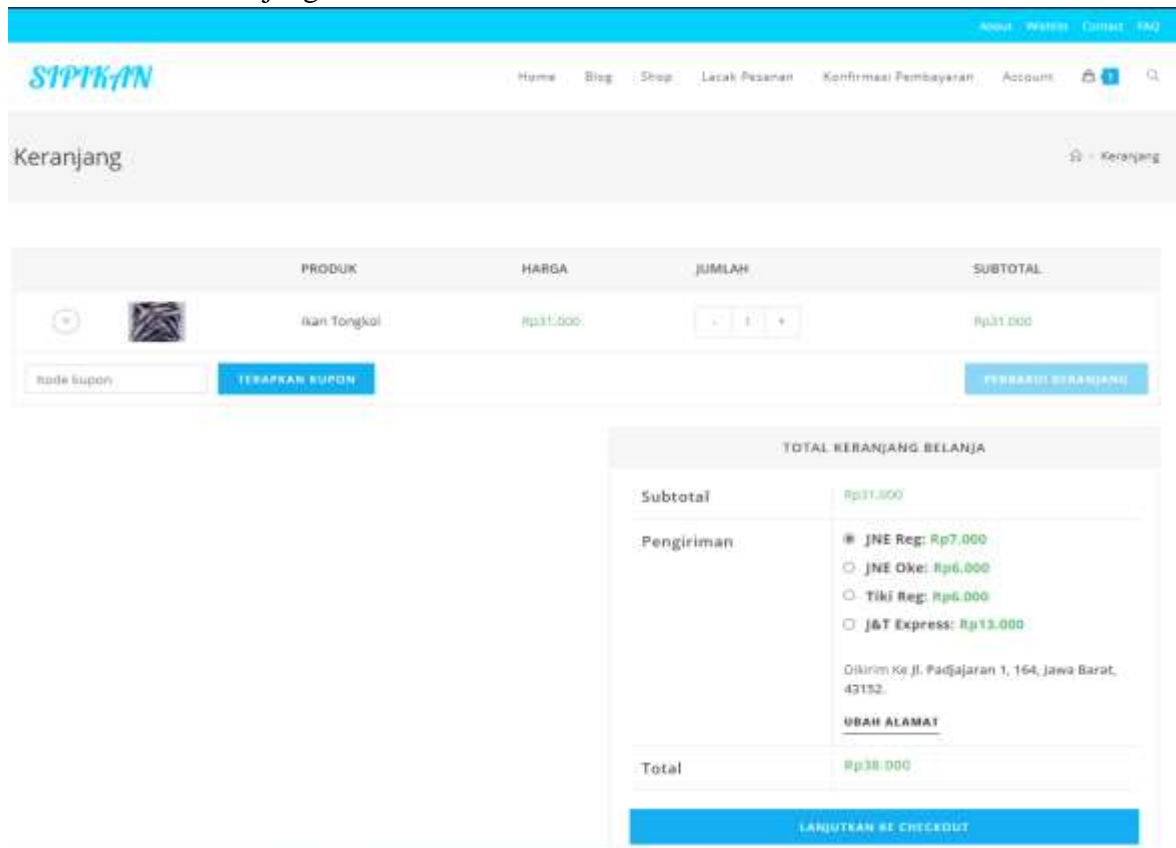 About Wishlist Contact FAQ
SIPIKAN
Home Blog Shop Lacak Pesanan Konfirmasi Pembayaran Account 1
Keranjang
> Keranjang
PRODUK HARGA JUMLAH SUBTOTAL
Ikan Tongkol Rp31.000 - 1 + Rp31.000
Kode kupon TERAPKAN KUPON PERBARUI KERANJANG
TOTAL KERANJANG BELANJA
Subtotal Rp31.000
Pengiriman JNE Reg: Rp7.000
JNE Oke: Rp6.000
Tiki Reg: Rp6.000
J&T Express: Rp13.000
Dikirim Ke Jl. Padjajaran 1, 164, Jawa Barat,
43152.
UBAH ALAMAT
Total Rp38.000
LANJUTKAN KE CHECKOUT